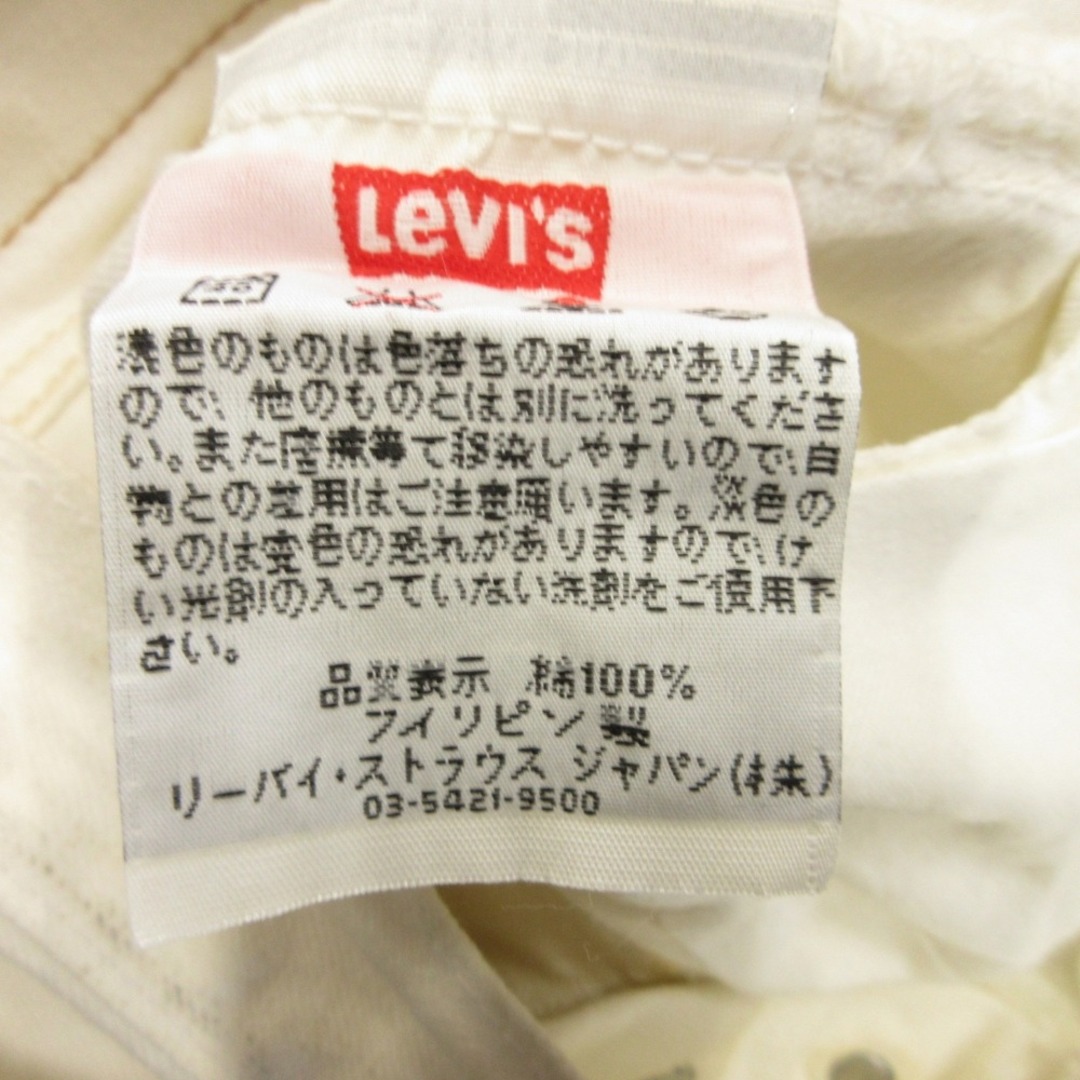 Levi's
濃色のものは色落ちの恐れがあります
ので、他のものとは別に洗ってくださ
い。また摩擦等で移染しやすいので、白
物との着用はご注意願います。淡色の
ものは変色の恐れがありますので、け
い光剤の入っていない洗剤をご使用下
さい。
品質表示 綿100%
フィリピン製
リーバイ・ストラウス ジャパン(株)
03-5421-9500